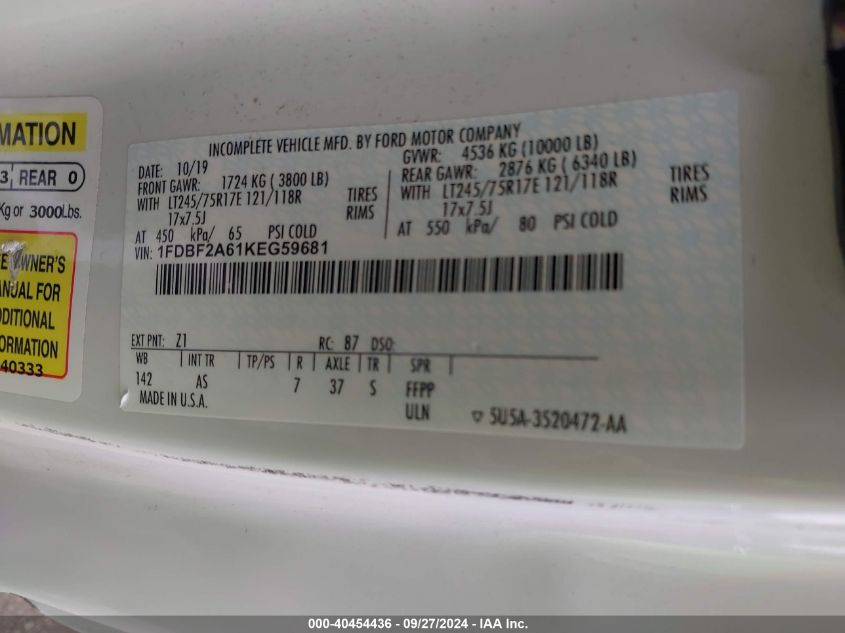 MATION
3 REAR 0
Kg or 3000Lbs.
OWNER'S
ANUAL FOR
DDITIONAL
FORMATION
40333
INCOMPLETE VEHICLE MFD. BY FORD MOTOR COMPANY
DATE: 10/19 GVWR: 4536 KG (10000 LB)
FRONT GAWR: 1724 KG ( 3800 LB) REAR GAWR: 2876 KG ( 6340 LB)
WITH LT245/75R17E 121/118R TIRES WITH LT245/75R17E 121/118R TIRES
17x7.5J RIMS 17x7.5J RIMS
AT 450 kPa/ 65 PSI COLD AT 550 kPa/ 80 PSI COLD
VIN: 1FDBF2A61KEG59681
EXT PNT: Z1 RC: 87 DSO:
WB INT TR TP/PS R AXLE TR SPR
142 AS 7 37 S FFPP
MADE IN U.S.A. ULN ▽ 5U5A-3520472-AA
000-40454436 - 09/27/2024 - IAA Inc.